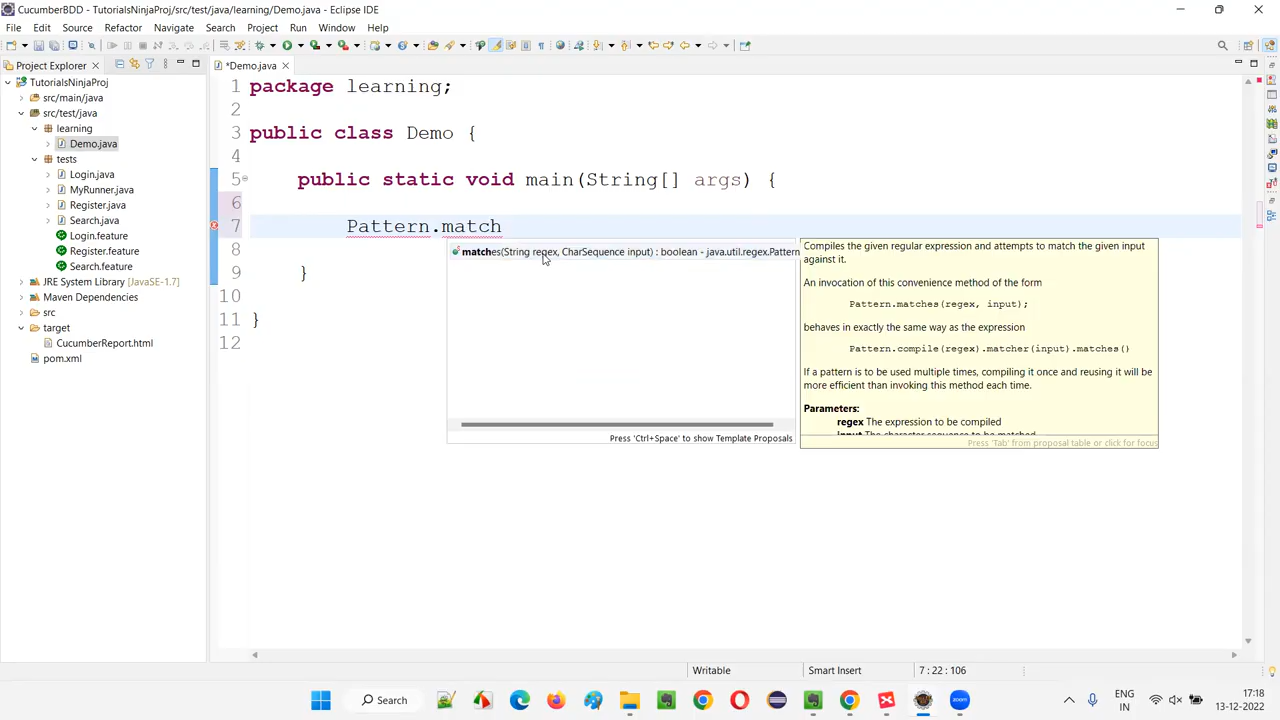 CucumberBDD - TutorialsNinjaProj/src/test/java/learning/Demo.java - Eclipse IDE
File Edit Source Refactor Navigate Search Project Run Window Help
Project Explorer
*Demo.java
TutorialsNinjaProj
src/main/java
src/test/java
learning
Demo.java
tests
Login.java
MyRunner.java
Register.java
Search.java
Login.feature
Register.feature
Search.feature
JRE System Library [JavaSE-1.7]
Maven Dependencies
src
target
CucumberReport.html
pom.xml
1 package learning;
2
3 public class Demo {
4
5 public static void main(String[] args) {
6
7 Pattern.match
8
9 }
10
11 }
12
matches(String regex, CharSequence input) : boolean - java.util.regex.Pattern
Press 'Ctrl+Space' to show Template Proposals
Compiles the given regular expression and attempts to match the given input
against it.
An invocation of this convenience method of the form
Pattern.matches(regex, input);
behaves in exactly the same way as the expression
Pattern.compile(regex).matcher(input).matches()
If a pattern is to be used multiple times, compiling it once and reusing it will be
more efficient than invoking this method each time.
Parameters:
regex The expression to be compiled
input The character sequence to be matched
Press 'Tab' from proposal table or click for focus
Writable Smart Insert 7 : 22 : 106
Search
ENG
IN
17:18
13-12-2022